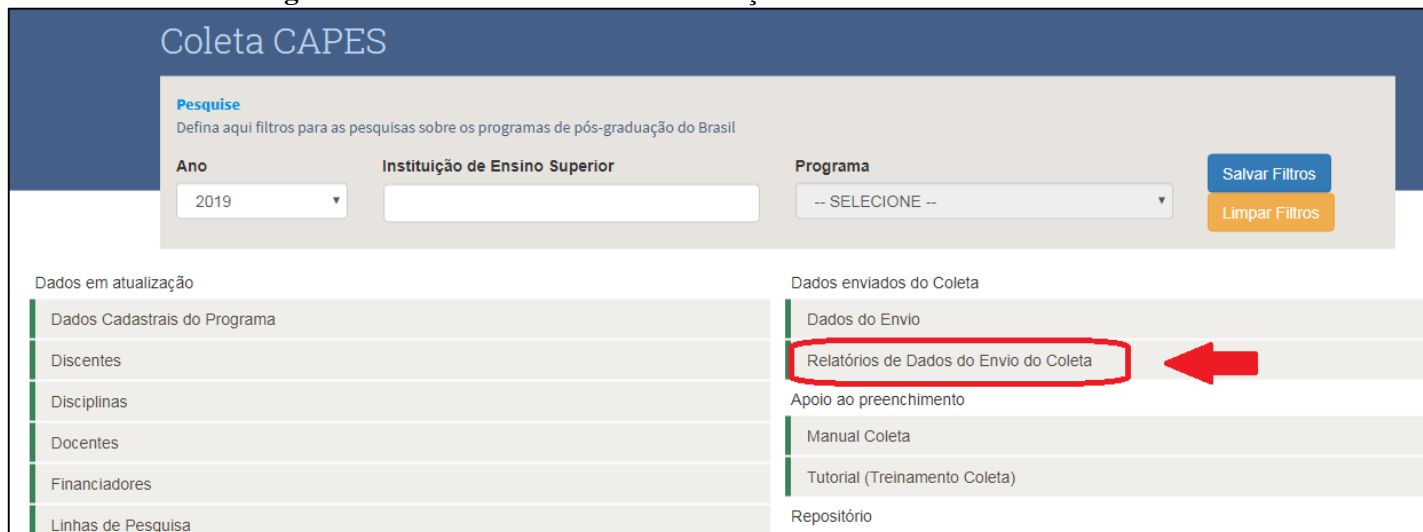 Coleta CAPES
Pesquise
Defina aqui filtros para as pesquisas sobre os programas de pós-graduação do Brasil
Ano
Instituição de Ensino Superior
Programa
2019
-- SELECIONE --
Salvar Filtros
Limpar Filtros
Dados em atualização
Dados Cadastrais do Programa
Discentes
Disciplinas
Docentes
Financiadores
Linhas de Pesquisa
Dados enviados do Coleta
Dados do Envio
Relatórios de Dados do Envio do Coleta
Apoio ao preenchimento
Manual Coleta
Tutorial (Treinamento Coleta)
Repositório